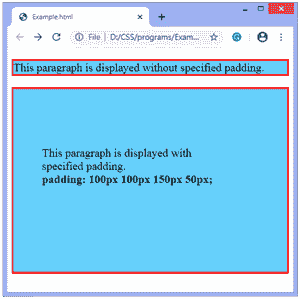 Example.html
File | D:/CSS/programs/Exam...
This paragraph is displayed without specified padding.
This paragraph is displayed with
specified padding.
padding: 100px 100px 150px 50px;